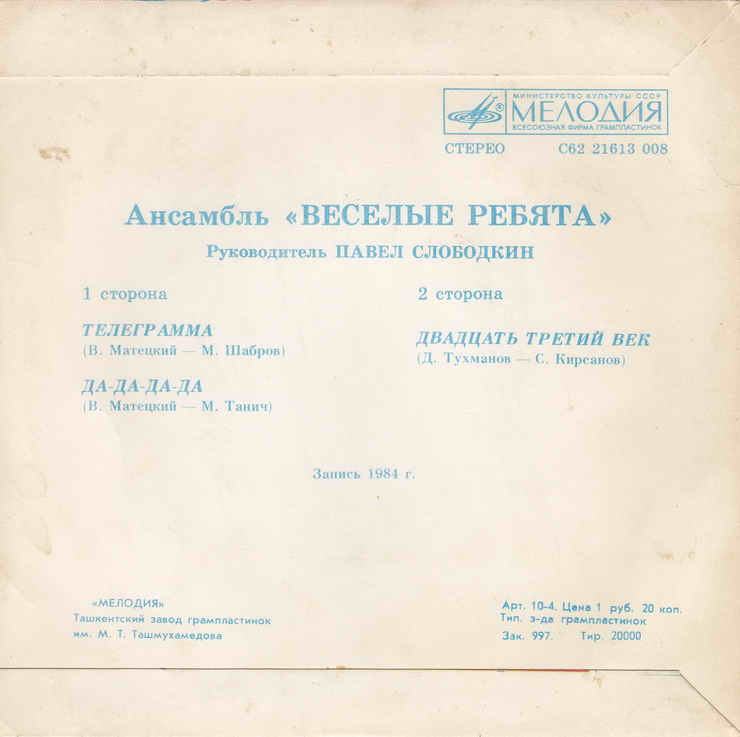 МИНИСТЕРСТВО КУЛЬТУРЫ СССР
МЕЛОДИЯ
ВСЕСОЮЗНАЯ ФИРМА ГРАМПЛАСТИНОК
СТЕРЕО С62 21613 008
Ансамбль «ВЕСЕЛЫЕ РЕБЯТА»
Руководитель ПАВЕЛ СЛОБОДКИН
1 сторона
ТЕЛЕГРАММА
(В. Матецкий — М. Шабров)
ДА-ДА-ДА-ДА
(В. Матецкий — М. Танич)
2 сторона
ДВАДЦАТЬ ТРЕТИЙ ВЕК
(Д. Тухманов — С. Кирсанов)
Запись 1984 г.
«МЕЛОДИЯ»
Ташкентский завод грампластинок
им. М. Т. Ташмухамедова
Арт. 10-4. Цена 1 руб. 20 коп.
Тип. з-да грампластинок
Зак. 997. Тир. 20000